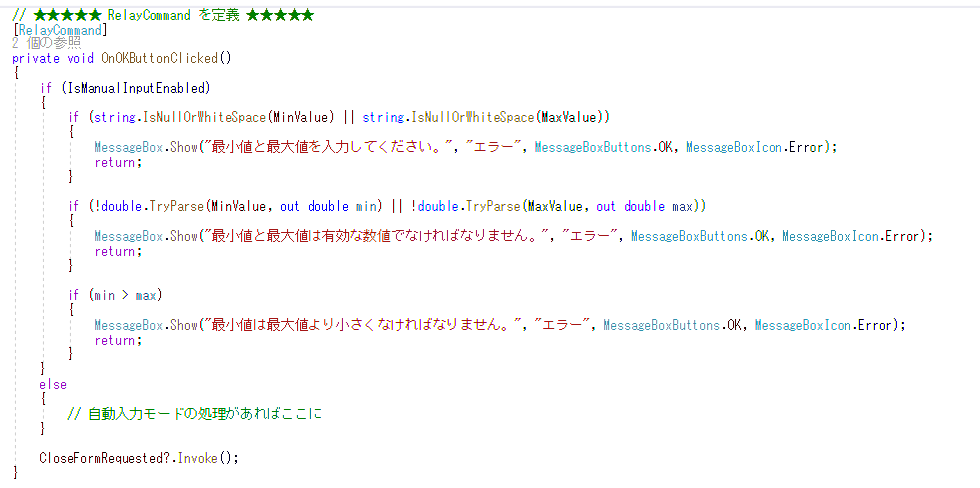 // ★★★★★ RelayCommand を定義 ★★★★★
[RelayCommand]
2 個の参照
private void OnOKButtonClicked()
{
    if (IsManualInputEnabled)
    {
        if (string.IsNullOrWhiteSpace(MinValue) || string.IsNullOrWhiteSpace(MaxValue))
        {
            MessageBox.Show("最小値と最大値を入力してください。", "エラー", MessageBoxButtons.OK, MessageBoxIcon.Error);
            return;
        }

        if (!double.TryParse(MinValue, out double min) || !double.TryParse(MaxValue, out double max))
        {
            MessageBox.Show("最小値と最大値は有効な数値でなければなりません。", "エラー", MessageBoxButtons.OK, MessageBoxIcon.Error);
            return;
        }

        if (min > max)
        {
            MessageBox.Show("最小値は最大値より小さくなければなりません。", "エラー", MessageBoxButtons.OK, MessageBoxIcon.Error);
            return;
        }
    }
    else
    {
        // 自動入力モードの処理があればここに
    }

    CloseFormRequested?.Invoke();
}